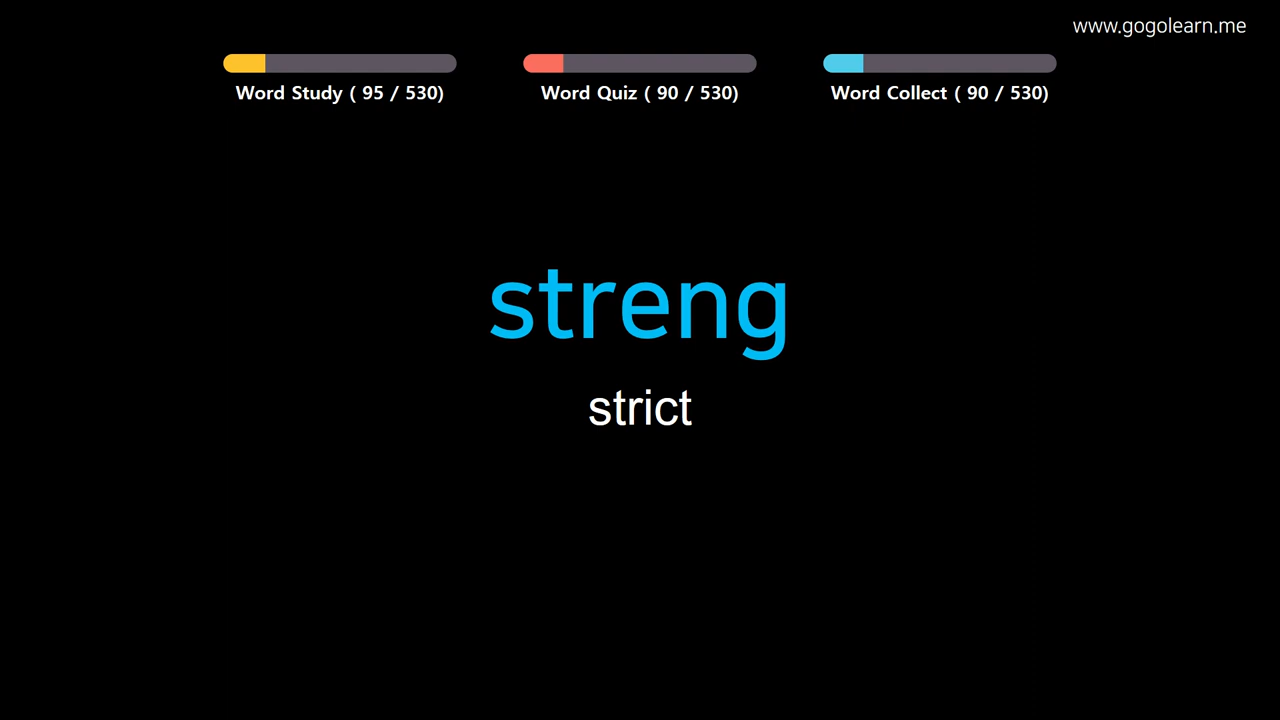 www.gogolearn.me
Word Study ( 95 / 530)
Word Quiz ( 90 / 530)
Word Collect ( 90 / 530)
streng
strict